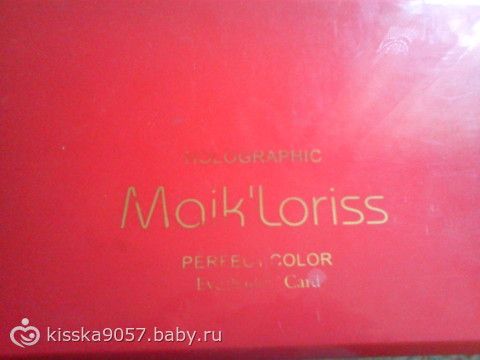 HOLOGRAPHIC
Maik'Loriss
PERFECT COLOR
Card
kisska9057.baby.ru